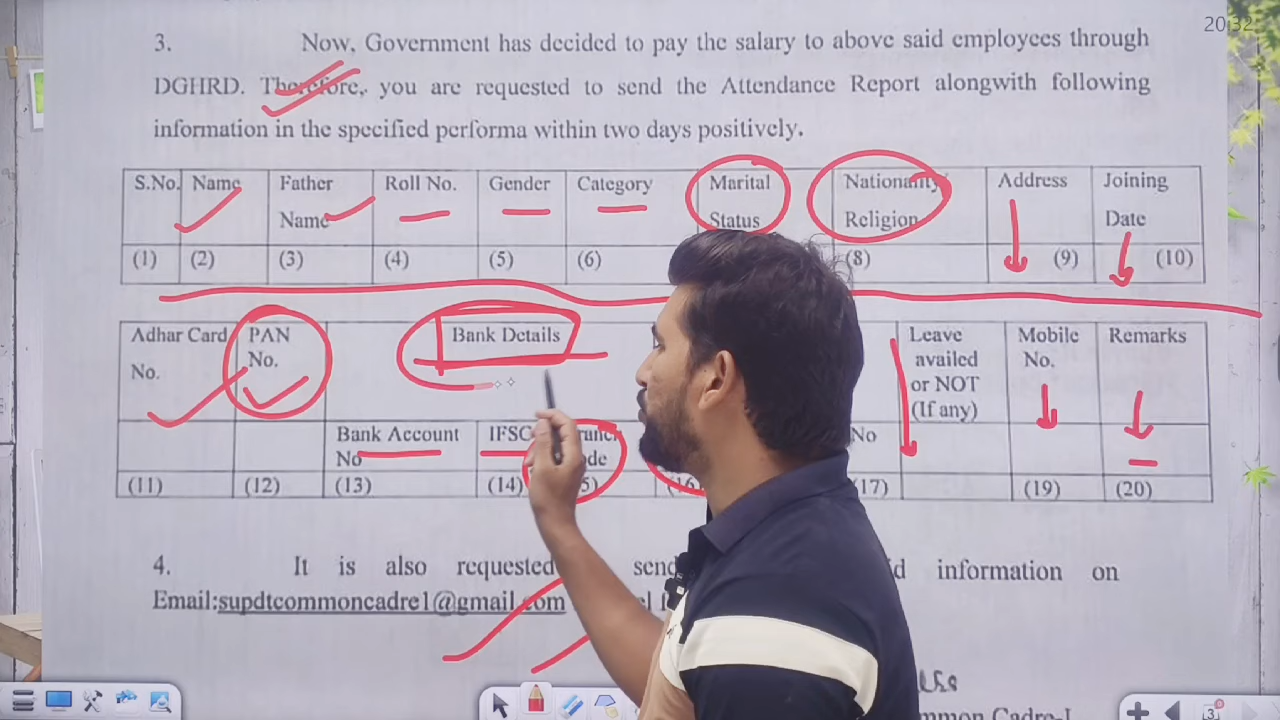 20:32
3. Now, Government has decided to pay the salary to above said employees through
DGHRD. Therefore, you are requested to send the Attendance Report alongwith following
information in the specified performa within two days positively.
S.No. Name Father Name Roll No. Gender Category Marital Status Nationality Religion Address Joining Date
(1) (2) (3) (4) (5) (6) (8) (9) (10)
Adhar Card No. PAN No. Bank Details Leave availed or NOT (If any) Mobile No. Remarks
Bank Account No IFSC No
(11) (12) (13) (14) (16) (17) (19) (20)
4. It is also requested send information on
Email:supdtcommoncadre1@gmail.com
Cadre-I
3